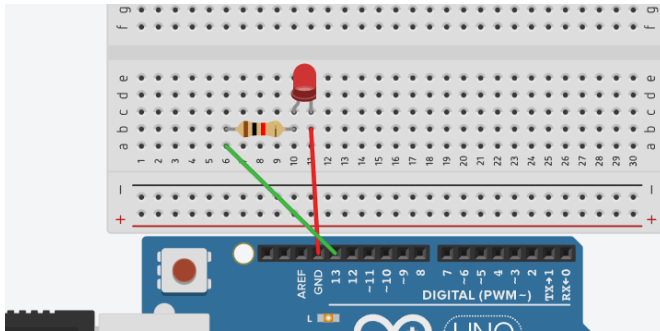 g g
f f
e e
d d
c c
b b
a a
1 2 3 4 5 6 7 8 9 10 11 12 13 14 15 16 17 18 19 20 21 22 23 24 25 26 27 28 29 30
− −
+ +
AREF GND 13 12 ~11 ~10 ~9 8 7 ~6 ~5 4 ~3 2 TX→1 RX←0
DIGITAL (PWM~)
L
UNO